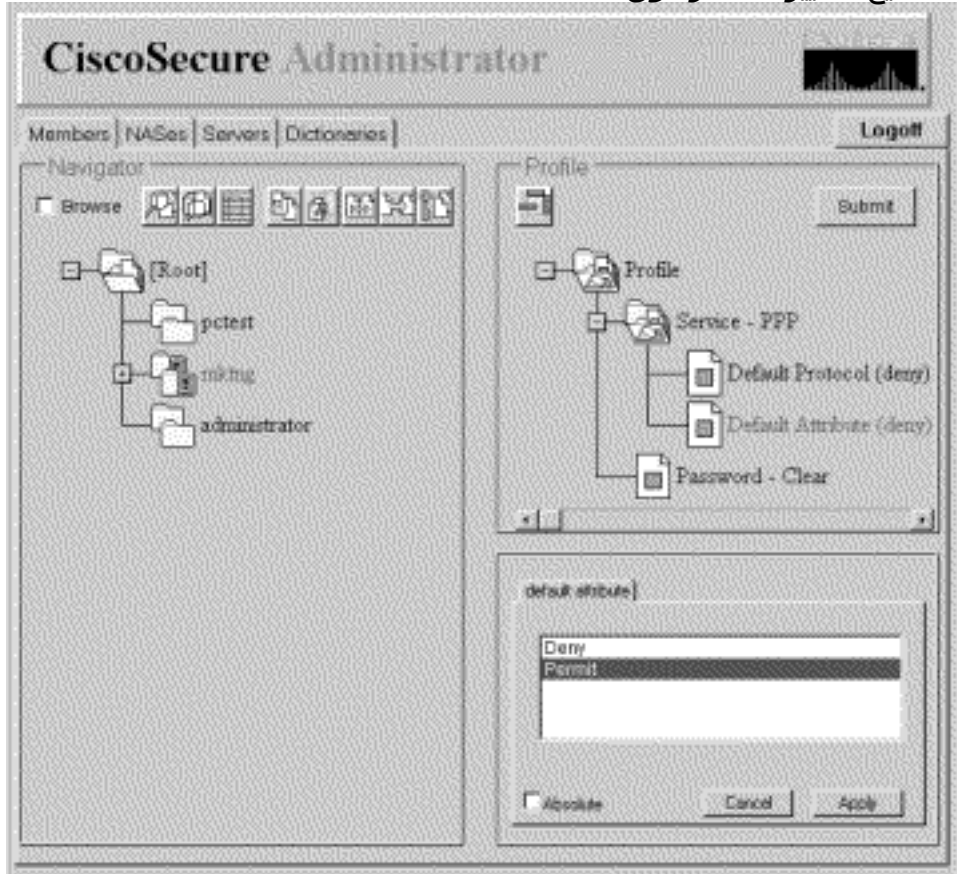 CiscoSecure Administrator
Members NASes Servers Dictionaries
Logoff
Navigator
Browse
[Root]
pctest
mktng
administrator
Profile
Submit
Profile
Service - PPP
Default Protocol (deny)
Default Attribute (deny)
Password - Clear
default attribute
Deny
Permit
Absolute
Cancel
Apply